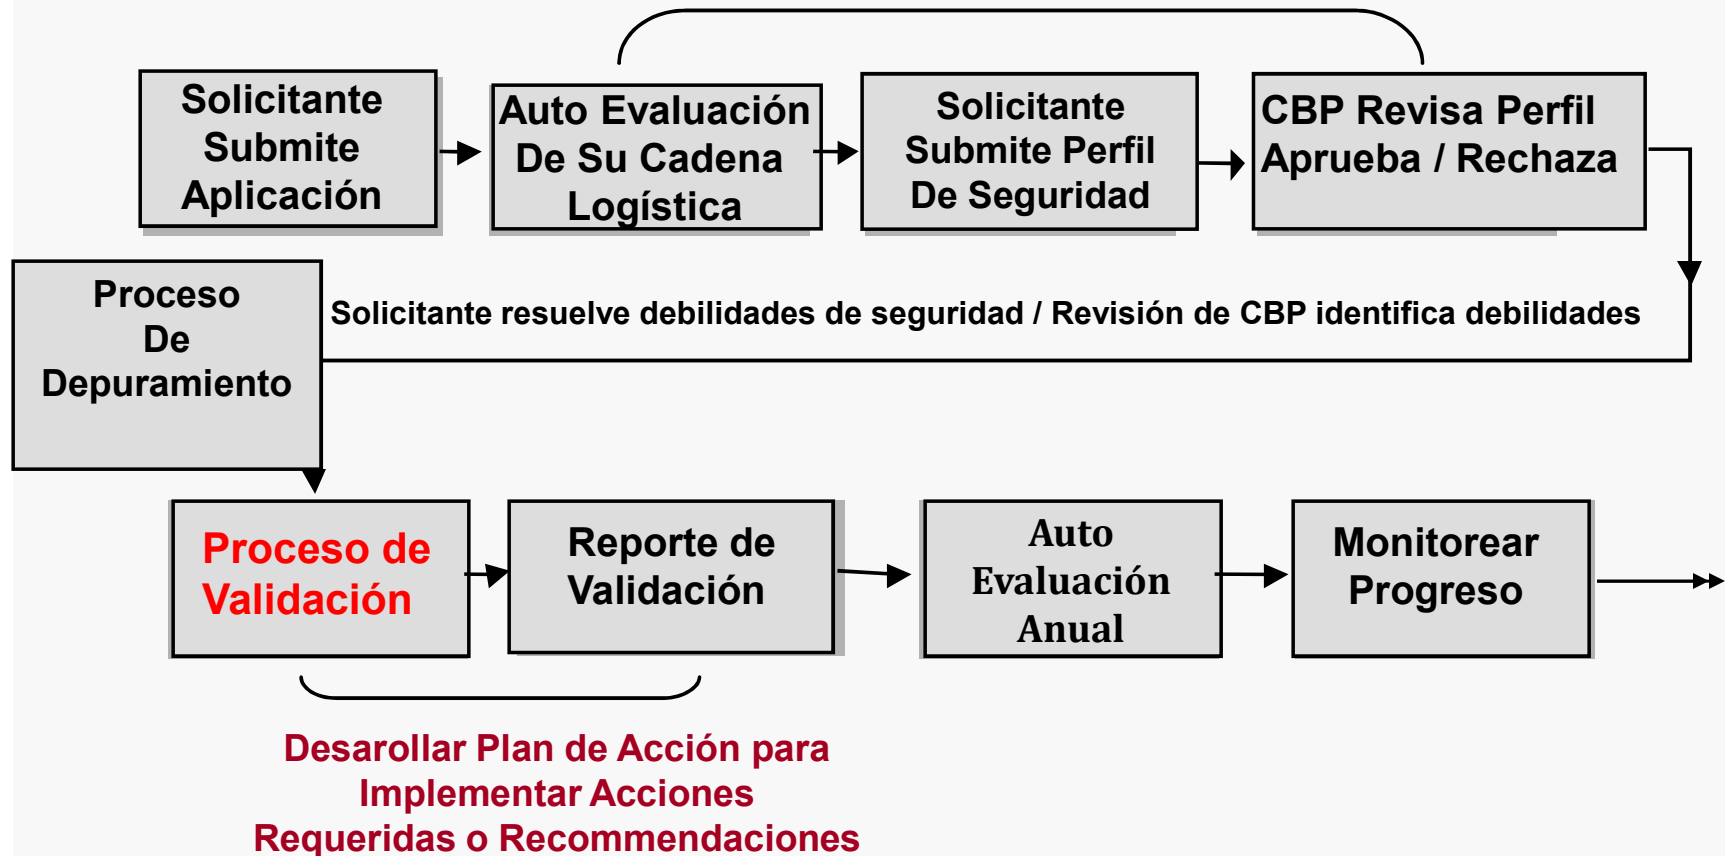 Solicitante
Submite
Aplicación
Auto Evaluación
De Su Cadena
Logística
Solicitante
Submite Perfil
De Seguridad
CBP Revisa Perfil
Aprueba / Rechaza
Proceso
De
Depuramiento
Solicitante resuelve debilidades de seguridad / Revisión de CBP identifica debilidades
Proceso de
Validación
Reporte de
Validación
Auto
Evaluación
Anual
Monitorear
Progreso
Desarollar Plan de Acción para
Implementar Acciones
Requeridas o Recommendaciones